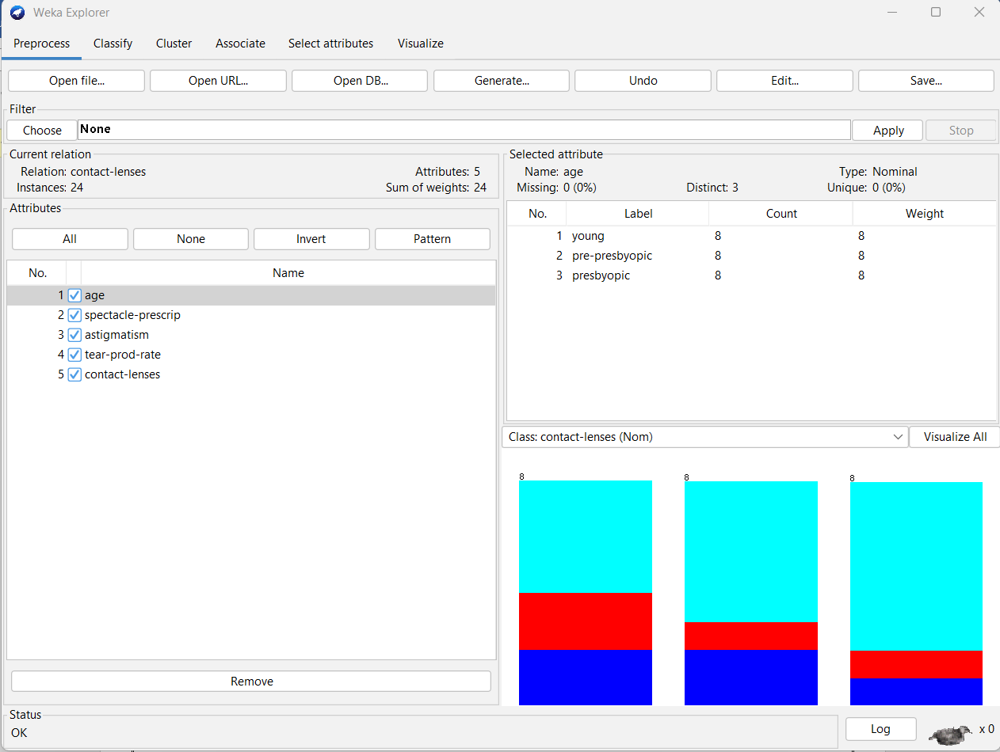 Weka Explorer
Preprocess Classify Cluster Associate Select attributes Visualize
Open file... Open URL... Open DB... Generate... Undo Edit... Save...
Filter
Choose None Apply Stop
Current relation
Relation: contact-lenses Attributes: 5
Instances: 24 Sum of weights: 24
Attributes
All None Invert Pattern
No. Name
1 age
2 spectacle-prescrip
3 astigmatism
4 tear-prod-rate
5 contact-lenses
Remove
Selected attribute
Name: age Type: Nominal
Missing: 0 (0%) Distinct: 3 Unique: 0 (0%)
No. Label Count Weight
1 young 8 8
2 pre-presbyopic 8 8
3 presbyopic 8 8
Class: contact-lenses (Nom) Visualize All
8 8 8
Status
OK
Log x 0